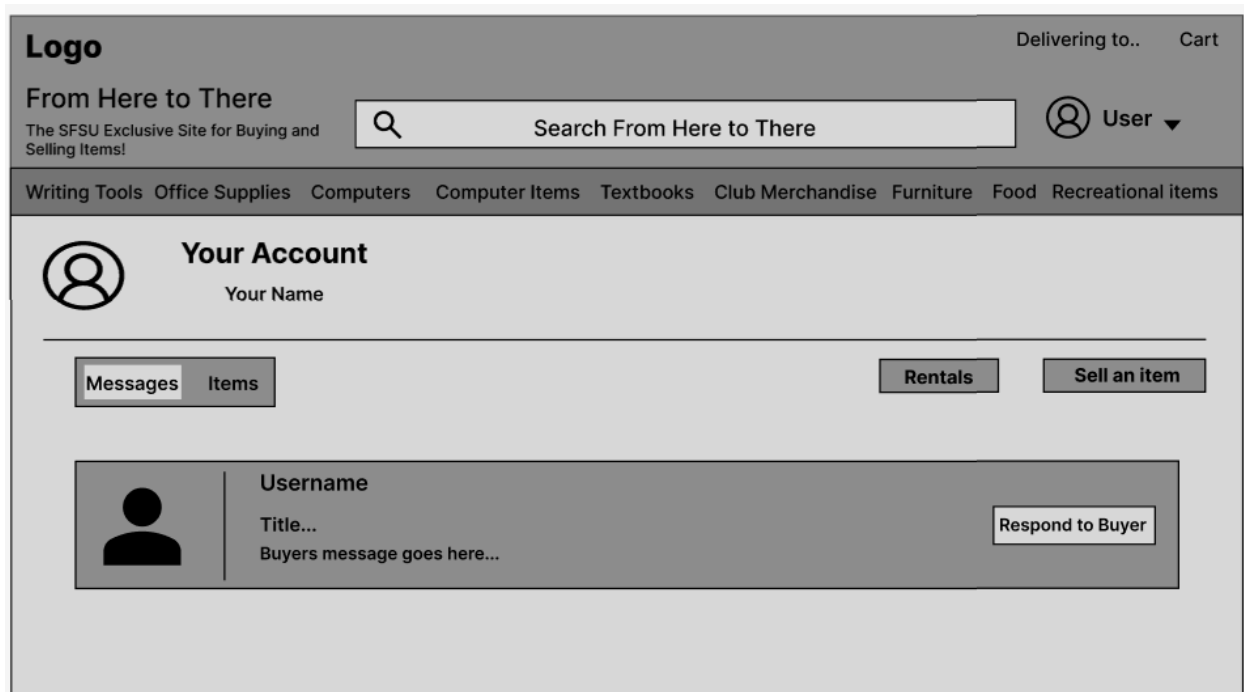 Logo
Delivering to.. Cart
From Here to There
The SFSU Exclusive Site for Buying and
Selling Items!
Search From Here to There
User
Writing Tools Office Supplies Computers Computer Items Textbooks Club Merchandise Furniture Food Recreational items
Your Account
Your Name
Messages Items
Rentals Sell an item
Username
Title...
Buyers message goes here...
Respond to Buyer